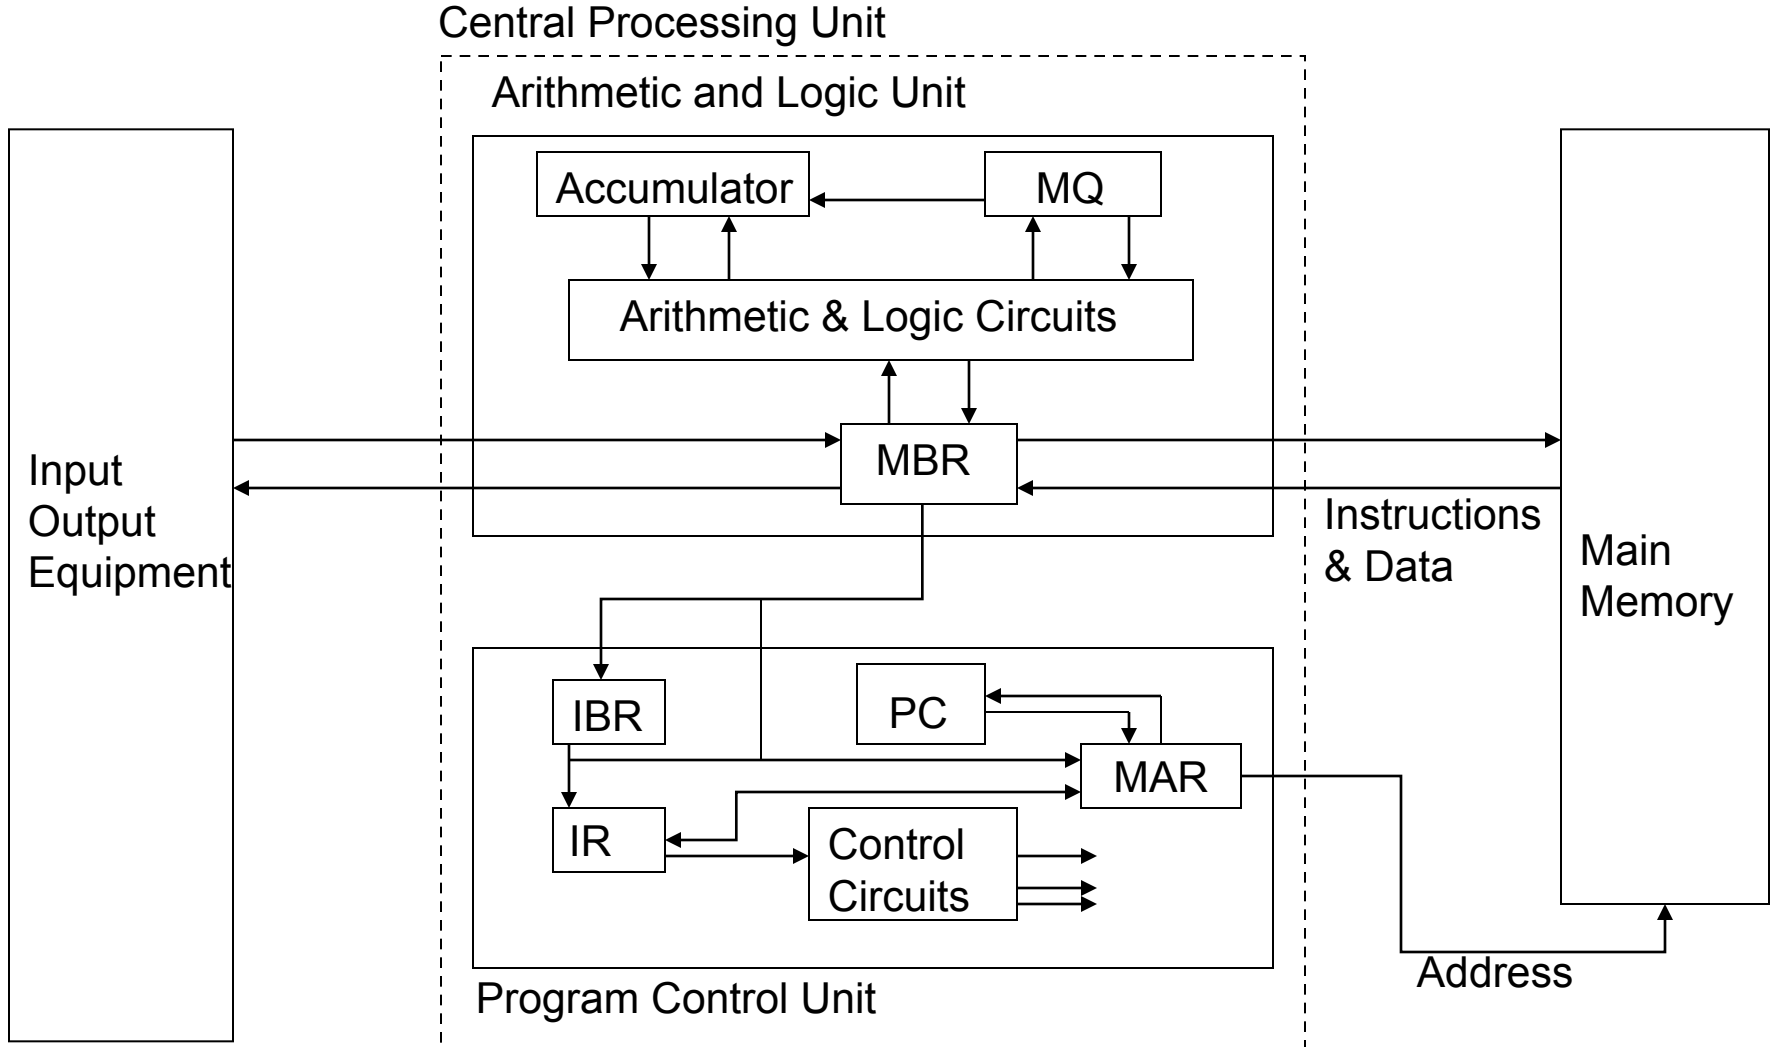 Central Processing Unit
Arithmetic and Logic Unit
Accumulator
MQ
Arithmetic & Logic Circuits
MBR
Input
Output
Equipment
Instructions
& Data
Main
Memory
IBR
PC
MAR
IR
Control
Circuits
Address
Program Control Unit